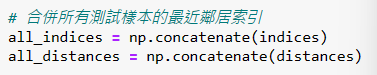 # 合併所有測試樣本的最近鄰居索引
all_indices = np.concatenate(indices)
all_distances = np.concatenate(distances)